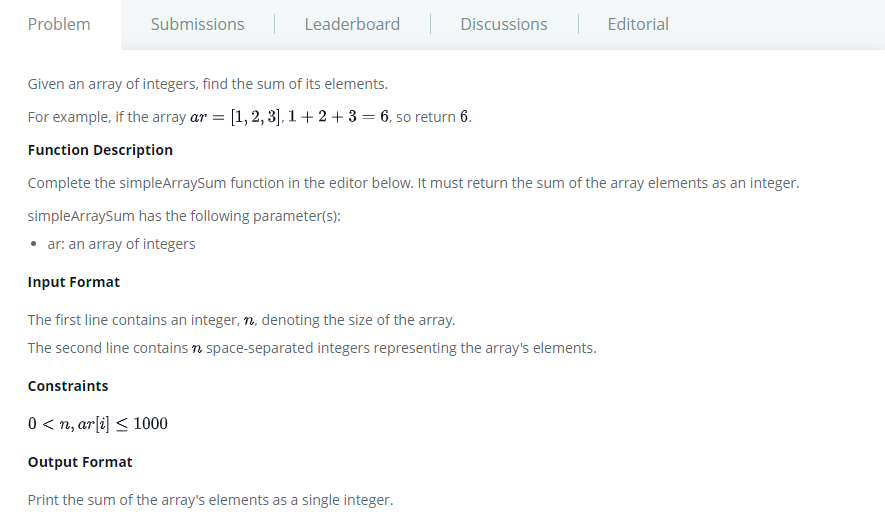 Problem Submissions Leaderboard Discussions Editorial
Given an array of integers, find the sum of its elements.
For example, if the array ar = [1, 2, 3], 1 + 2 + 3 = 6, so return 6.
Function Description
Complete the simpleArraySum function in the editor below. It must return the sum of the array elements as an integer.
simpleArraySum has the following parameter(s):
• ar: an array of integers
Input Format
The first line contains an integer, n, denoting the size of the array.
The second line contains n space-separated integers representing the array's elements.
Constraints
0 < n, ar[i] ≤ 1000
Output Format
Print the sum of the array's elements as a single integer.